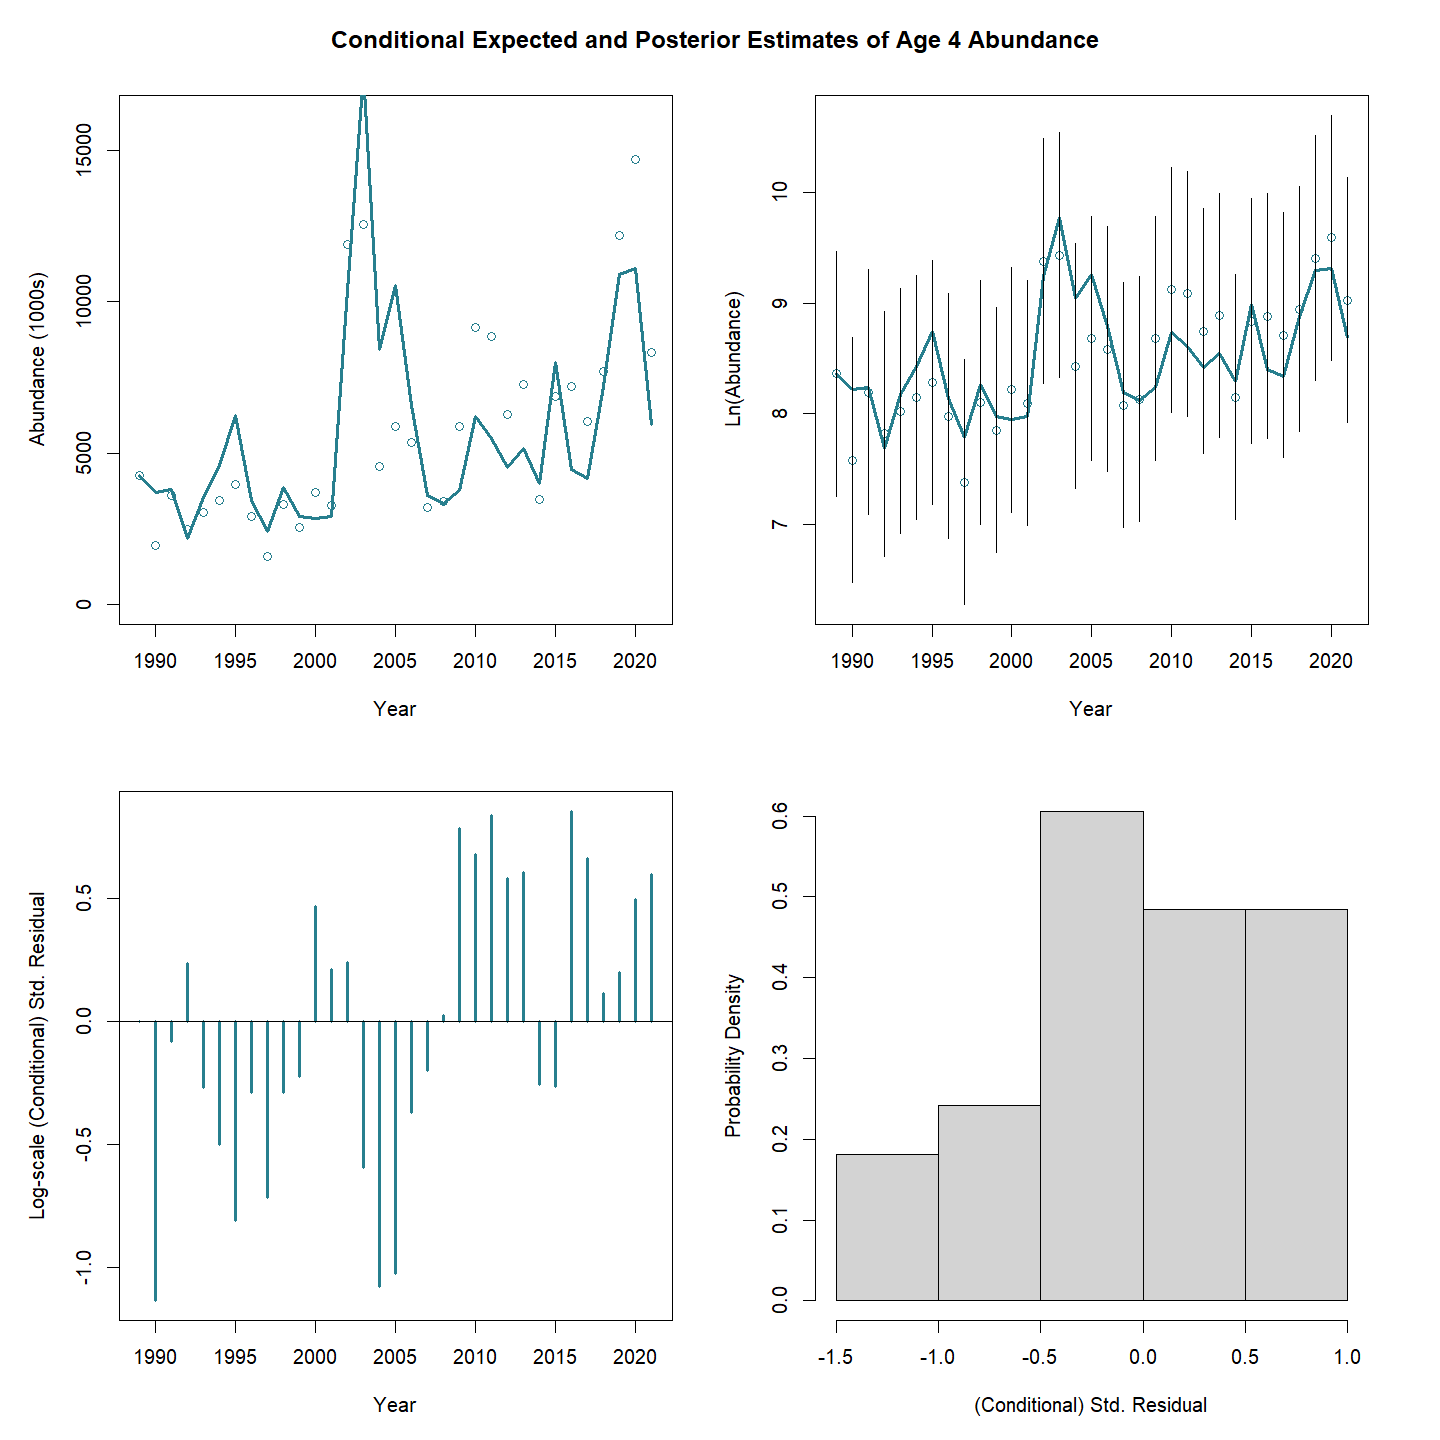 Conditional Expected and Posterior Estimates of Age 4 Abundance
Abundance (1000s)
15000
10000
5000
0
1990 1995 2000 2005 2010 2015 2020
Year
Ln(Abundance)
10
9
8
7
1990 1995 2000 2005 2010 2015 2020
Year
Log-scale (Conditional) Std. Residual
0.5
0.0
-0.5
-1.0
1990 1995 2000 2005 2010 2015 2020
Year
Probability Density
0.6
0.5
0.4
0.3
0.2
0.1
0.0
-1.5 -1.0 -0.5 0.0 0.5 1.0
(Conditional) Std. Residual